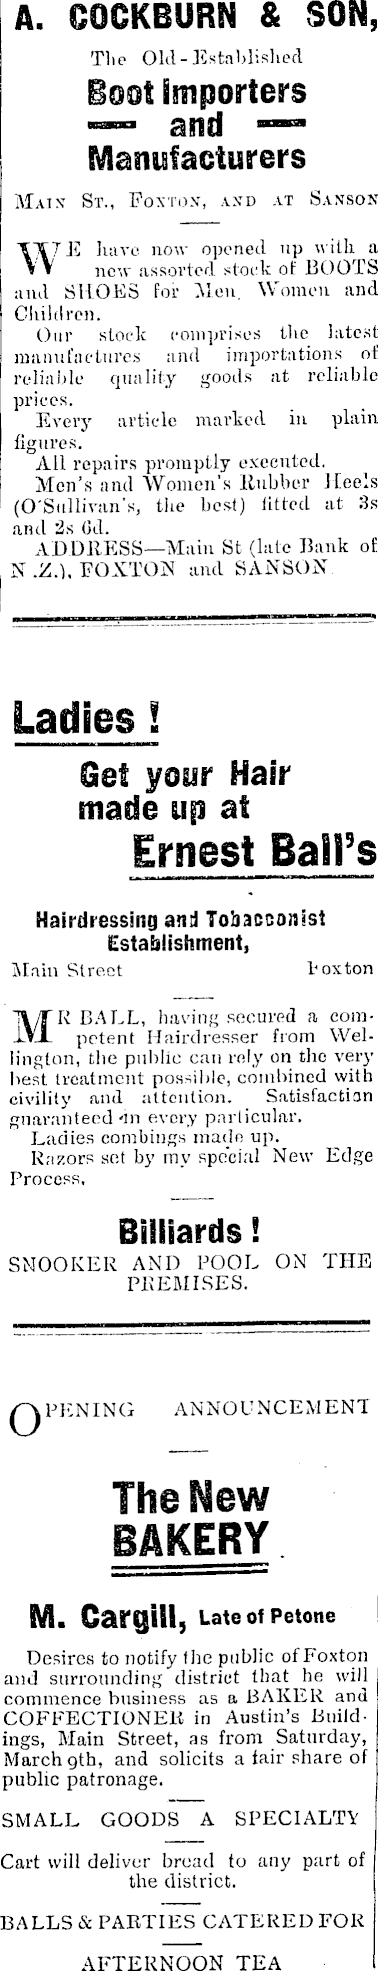 A. COCKBURN & SON,
The Old-Established
Boot Importers
and
Manufacturers
MAIN ST., FOXTON, AND AT SANSON
WE have now opened up with a
new assorted stock of BOOTS
and SHOES for Men, Women and
Children.
Our stock comprises the latest
manufactures and importations of
reliable quality goods at reliable
prices.
Every article marked in plain
figures.
All repairs promptly executed.
Men's and Women's Rubber Heels
(O'Sullivan's, the best) fitted at 3s
and 2s 6d.
ADDRESS—Main St (late Bank of
N .Z.), FOXTON and SANSON
Ladies !
Get your Hair
made up at
Ernest Ball's
Hairdressing and Tobacconist
Establishment,
Main Street Foxton
MR BALL, having secured a com-
petent Hairdresser from Wel-
lington, the public can rely on the very
best treatment possible, combined with
civility and attention. Satisfaction
guaranteed in every particular.
Ladies combings made up.
Razors set by my special New Edge
Process.
Billiards !
SNOOKER AND POOL ON THE
PREMISES.
OPENING ANNOUNCEMENT
The New
BAKERY
M. Cargill, Late of Petone
Desires to notify the public of Foxton
and surrounding district that he will
commence business as a BAKER and
COFFECTIONER in Austin's Build-
ings, Main Street, as from Saturday,
March 9th, and solicits a fair share of
public patronage.
SMALL GOODS A SPECIALTY
Cart will deliver bread to any part of
the district.
BALLS & PARTIES CATERED FOR
AFTERNOON TEA